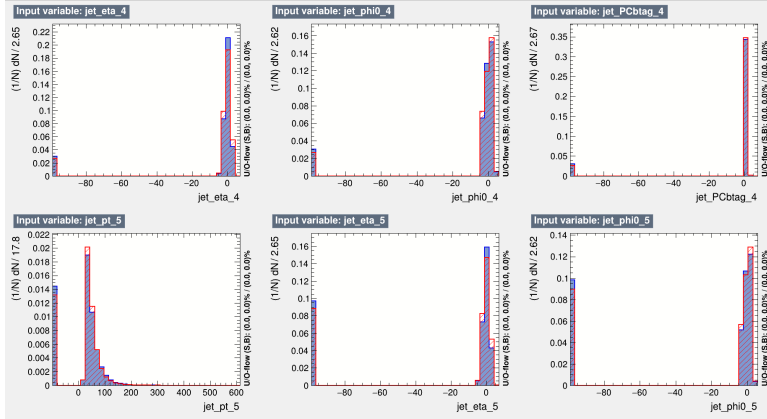 Input variable: jet_eta_4
(1/N) dN / 2.65
0.22
0.2
0.18
0.16
0.14
0.12
0.1
0.08
0.06
0.04
0.02
0
−80 −60 −40 −20 0
jet_eta_4
U/O-flow (S,B): (0.0, 0.0)% / (0.0, 0.0)%
Input variable: jet_phi0_4
(1/N) dN / 2.62
0.16
0.14
0.12
0.1
0.08
0.06
0.04
0.02
0
−80 −60 −40 −20 0
jet_phi0_4
U/O-flow (S,B): (0.0, 0.0)% / (0.0, 0.0)%
Input variable: jet_PCbtag_4
(1/N) dN / 2.67
0.35
0.3
0.25
0.2
0.15
0.1
0.05
0
−80 −60 −40 −20 0
jet_PCbtag_4
U/O-flow (S,B): (0.0, 0.0)% / (0.0, 0.0)%
Input variable: jet_pt_5
(1/N) dN / 17.8
0.022
0.02
0.018
0.016
0.014
0.012
0.01
0.008
0.006
0.004
0.002
0
0 100 200 300 400 500 600
jet_pt_5
U/O-flow (S,B): (0.0, 0.0)% / (0.0, 0.0)%
Input variable: jet_eta_5
(1/N) dN / 2.65
0.16
0.14
0.12
0.1
0.08
0.06
0.04
0.02
0
−80 −60 −40 −20 0
jet_eta_5
U/O-flow (S,B): (0.0, 0.0)% / (0.0, 0.0)%
Input variable: jet_phi0_5
(1/N) dN / 2.62
0.14
0.12
0.1
0.08
0.06
0.04
0.02
0
−80 −60 −40 −20 0
jet_phi0_5
U/O-flow (S,B): (0.0, 0.0)% / (0.0, 0.0)%